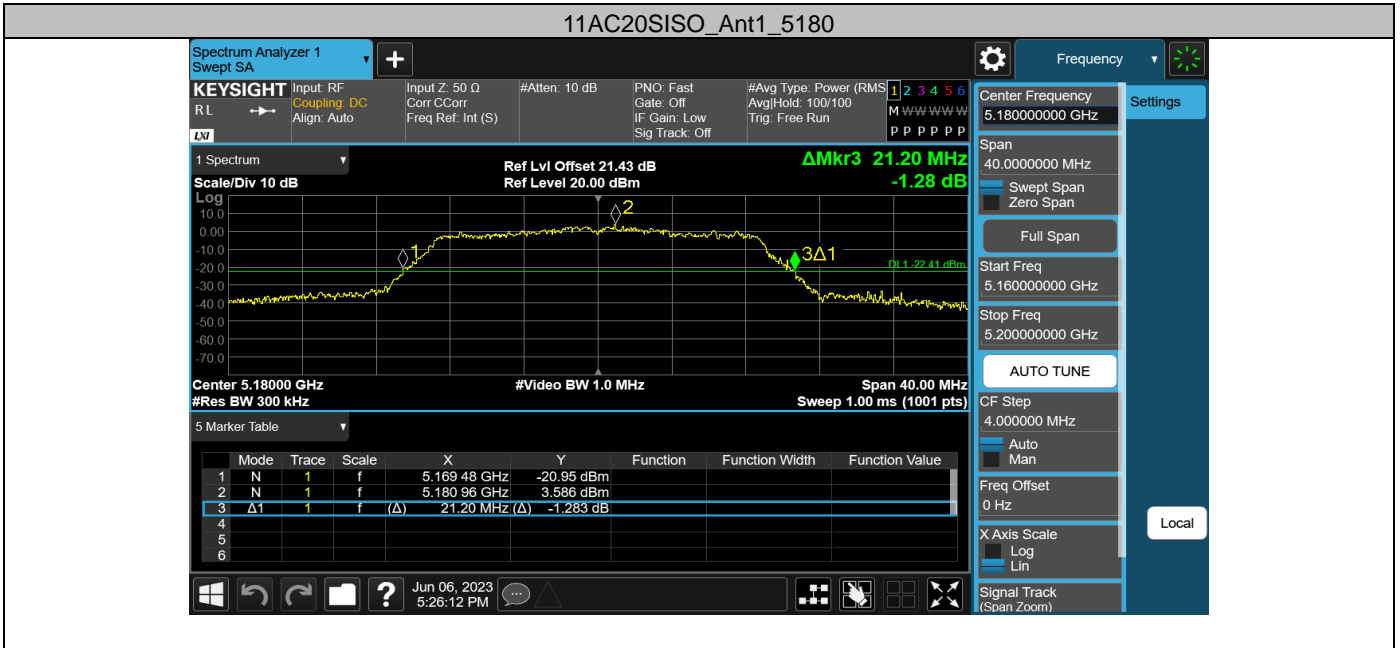 11AC20SISO_Ant1_5180
Spectrum Analyzer 1
Swept SA
+
Frequency
KEYSIGHT
RL
LXI
Input: RF
Coupling: DC
Align: Auto
Input Z: 50 Ω
Corr CCorr
Freq Ref: Int (S)
#Atten: 10 dB
PNO: Fast
Gate: Off
IF Gain: Low
Sig Track: Off
#Avg Type: Power (RMS
Avg|Hold: 100/100
Trig: Free Run
1 2 3 4 5 6
M W W W W W
P P P P P P
1 Spectrum
Scale/Div 10 dB
Ref Lvl Offset 21.43 dB
Ref Level 20.00 dBm
ΔMkr3 21.20 MHz
-1.28 dB
Log
10.0
0.00
-10.0
-20.0
-30.0
-40.0
-50.0
-60.0
-70.0
1
2
3Δ1
DL1 -22.41 dBm
Center 5.18000 GHz
#Video BW 1.0 MHz
Span 40.00 MHz
#Res BW 300 kHz
Sweep 1.00 ms (1001 pts)
5 Marker Table
Mode Trace Scale X Y Function Function Width Function Value
1 N 1 f 5.169 48 GHz -20.95 dBm
2 N 1 f 5.180 96 GHz 3.586 dBm
3 Δ1 1 f (Δ) 21.20 MHz (Δ) -1.283 dB
4
5
6
Jun 06, 2023
5:26:12 PM
?
Center Frequency
5.180000000 GHz
Settings
Span
40.0000000 MHz
Swept Span
Zero Span
Full Span
Start Freq
5.160000000 GHz
Stop Freq
5.200000000 GHz
AUTO TUNE
CF Step
4.000000 MHz
Auto
Man
Freq Offset
0 Hz
X Axis Scale
Log
Lin
Local
Signal Track
(Span Zoom)